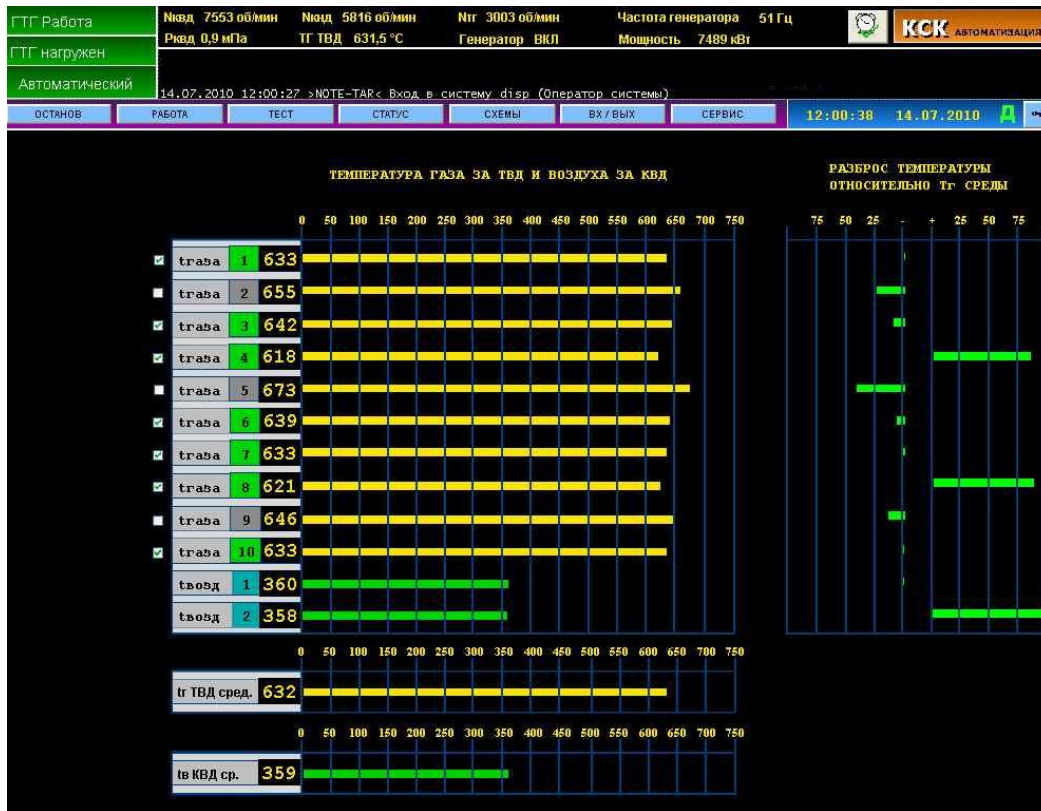 ГТГ Работа
ГТГ нагружен
Автоматический
Nквд 7553 об/мин Nкнд 5816 об/мин Nтг 3003 об/мин Частота генератора 51 Гц
Pквд 0,9 мПа ТГ ТВД 631,5 °C Генератор ВКЛ Мощность 7489 кВт
КСК АВТОМАТИЗАЦИЯ
14.07.2010 12:00:27 >NOTE-TAR< Вход в систему disp (Оператор системы)
ОСТАНОВ РАБОТА ТЕСТ СТАТУС СХЕМЫ ВХ / ВЫХ СЕРВИС 12:00:38 14.07.2010 Д
ТЕМПЕРАТУРА ГАЗА ЗА ТВД И ВОЗДУХА ЗА КВД
РАЗБРОС ТЕМПЕРАТУРЫ
ОТНОСИТЕЛЬНО Тг СРЕДЫ
0 50 100 150 200 250 300 350 400 450 500 550 600 650 700 750
75 50 25 - + 25 50 75
tгаза 1 633
tгаза 2 655
tгаза 3 642
tгаза 4 618
tгаза 5 673
tгаза 6 639
tгаза 7 633
tгаза 8 621
tгаза 9 646
tгаза 10 633
tвозд 1 360
tвозд 2 358
0 50 100 150 200 250 300 350 400 450 500 550 600 650 700 750
tг ТВД сред. 632
0 50 100 150 200 250 300 350 400 450 500 550 600 650 700 750
tв КВД ср. 359